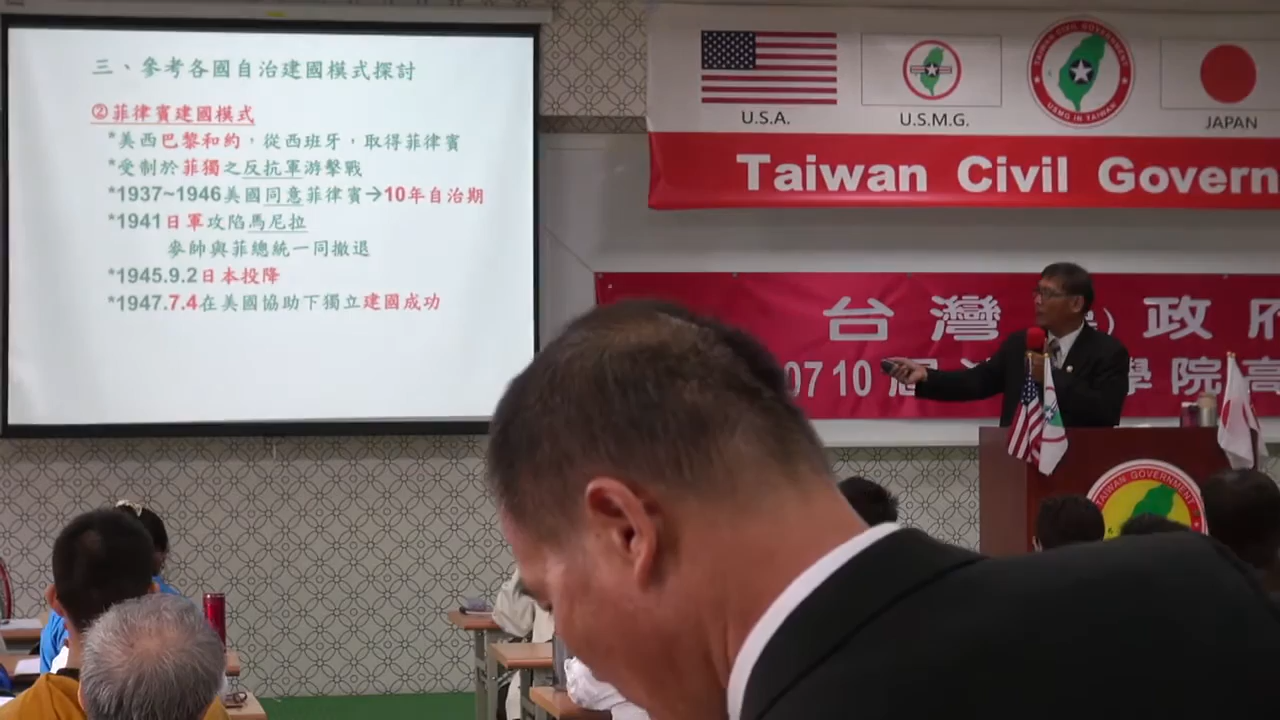 三、參考各國自治建國模式探討
②菲律賓建國模式
*美西巴黎和約，從西班牙，取得菲律賓
*受制於菲獨之反抗軍游擊戰
*1937~1946美國同意菲律賓→10年自治期
*1941日軍攻陷馬尼拉
麥帥與菲總統一同撤退
*1945.9.2日本投降
*1947.7.4在美國協助下獨立建國成功
U.S.A.
U.S.M.G.
TAIWAN CIVIL GOVERNMENT
USMG IN TAIWAN
JAPAN
Taiwan Civil Govern
台灣 政府
07 10 學院高
TAIWAN GOVERNMENT